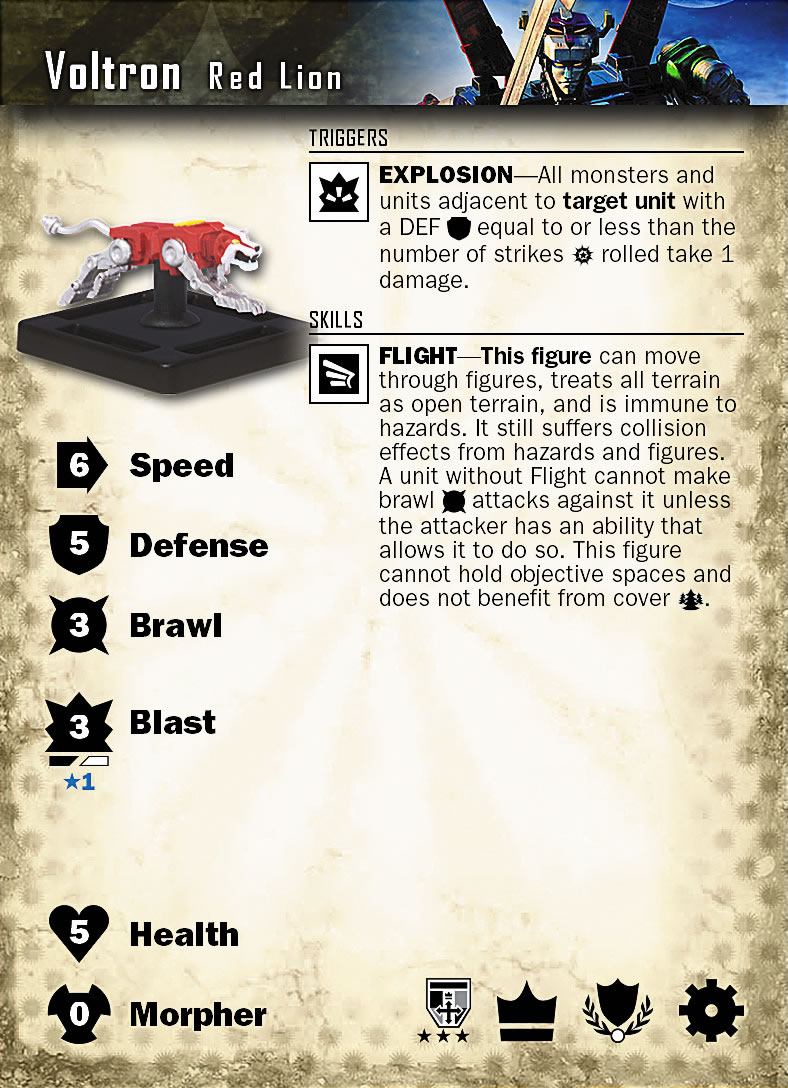 Voltron Red Lion
TRIGGERS
EXPLOSION—All monsters and
units adjacent to target unit with
a DEF equal to or less than the
number of strikes rolled take 1
damage.
SKILLS
FLIGHT—This figure can move
through figures, treats all terrain
as open terrain, and is immune to
hazards. It still suffers collision
effects from hazards and figures.
A unit without Flight cannot make
brawl attacks against it unless
the attacker has an ability that
allows it to do so. This figure
cannot hold objective spaces and
does not benefit from cover .
6 Speed
5 Defense
3 Brawl
3 Blast
★1
5 Health
0 Morpher
★★★